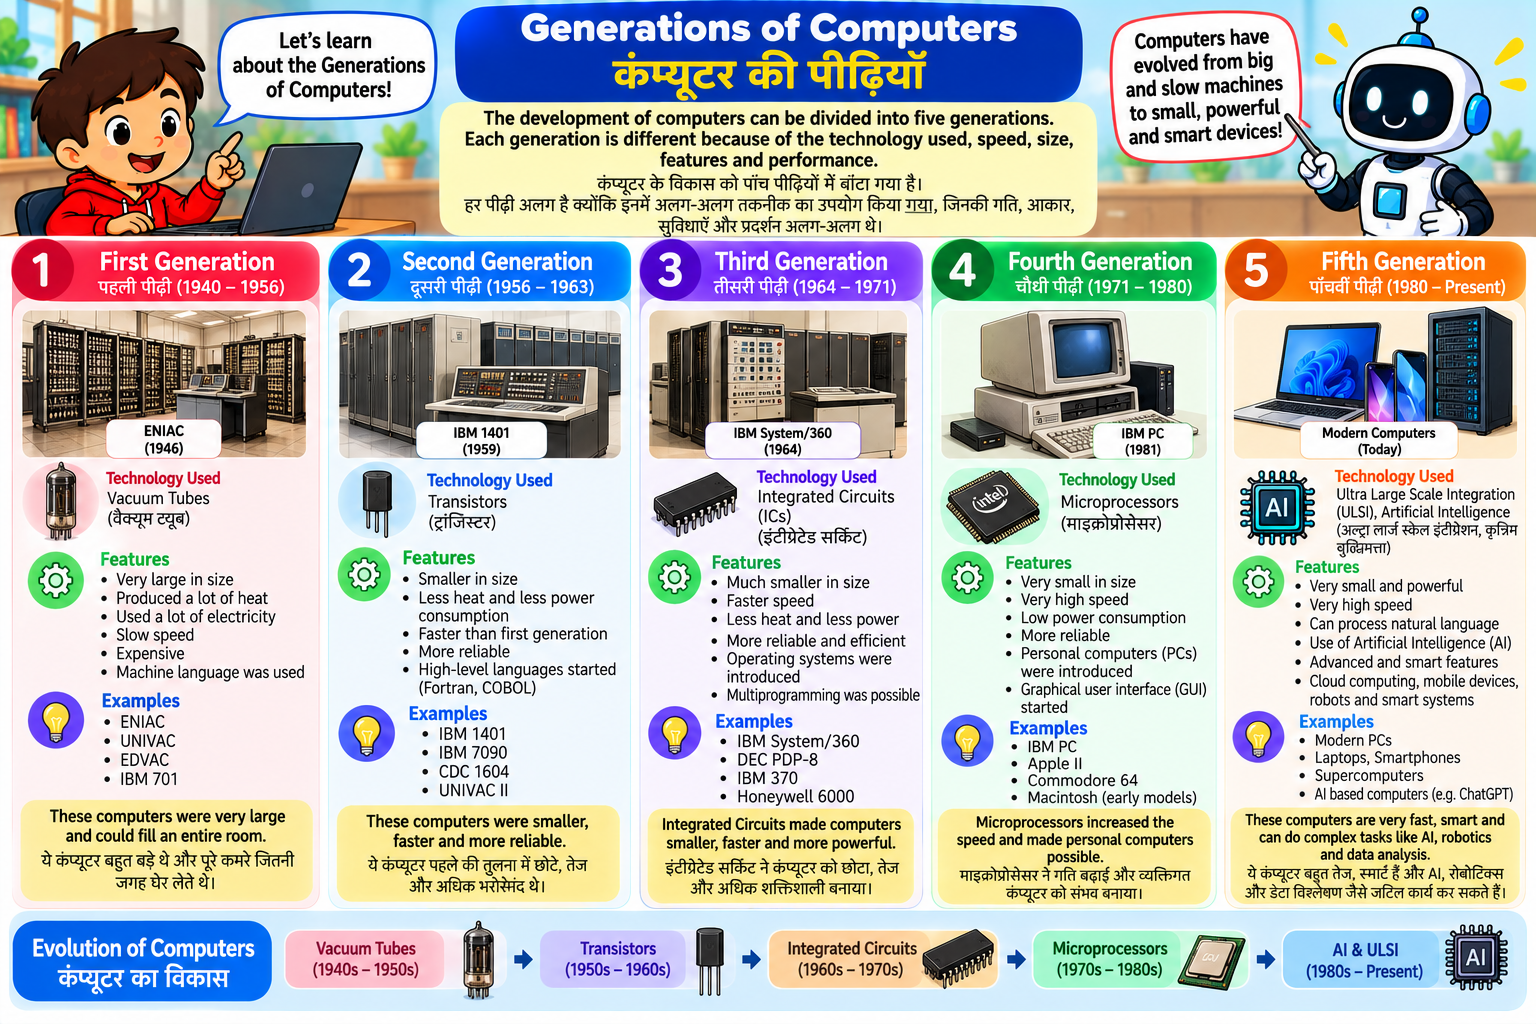 Let's learn
about the Generations
of Computers!
Generations of Computers
कंप्यूटर की पीढ़ियाँ
The development of computers can be divided into five generations.
Each generation is different because of the technology used, speed, size,
features and performance.
कंप्यूटर के विकास को पांच पीढ़ियों में बांटा गया है।
हर पीढ़ी अलग है क्योंकि इनमें अलग-अलग तकनीक का उपयोग किया गया, जिनकी गति, आकार,
सुविधाएँ और प्रदर्शन अलग-अलग थे।
Computers have
evolved from big
and slow machines
to small, powerful
and smart devices!
1 First Generation
पहली पीढ़ी (1940 – 1956)
ENIAC
(1946)
Technology Used
Vacuum Tubes
(वैक्यूम ट्यूब)
Features
• Very large in size
• Produced a lot of heat
• Used a lot of electricity
• Slow speed
• Expensive
• Machine language was used
Examples
• ENIAC
• UNIVAC
• EDVAC
• IBM 701
These computers were very large
and could fill an entire room.
ये कंप्यूटर बहुत बड़े थे और पूरे कमरे जितनी
जगह घेर लेते थे।
2 Second Generation
दूसरी पीढ़ी (1956 – 1963)
IBM 1401
(1959)
Technology Used
Transistors
(ट्रांजिस्टर)
Features
• Smaller in size
• Less heat and less power
consumption
• Faster than first generation
• More reliable
• High-level languages started
(Fortran, COBOL)
Examples
• IBM 1401
• IBM 7090
• CDC 1604
• UNIVAC II
These computers were smaller,
faster and more reliable.
ये कंप्यूटर पहले की तुलना में छोटे, तेज
और अधिक भरोसेमंद थे।
3 Third Generation
तीसरी पीढ़ी (1964 – 1971)
IBM System/360
(1964)
Technology Used
Integrated Circuits
(ICs)
(इंटीग्रेटेड सर्किट)
Features
• Much smaller in size
• Faster speed
• Less heat and less power
• More reliable and efficient
• Operating systems were
introduced
• Multiprogramming was possible
Examples
• IBM System/360
• DEC PDP-8
• IBM 370
• Honeywell 6000
Integrated Circuits made computers
smaller, faster and more powerful.
इंटीग्रेटेड सर्किट ने कंप्यूटर को छोटा, तेज
और अधिक शक्तिशाली बनाया।
4 Fourth Generation
चौथी पीढ़ी (1971 – 1980)
IBM PC
(1981)
intel
Technology Used
Microprocessors
(माइक्रोप्रोसेसर)
Features
• Very small in size
• Very high speed
• Low power consumption
• More reliable
• Personal computers (PCs)
were introduced
• Graphical user interface (GUI)
started
Examples
• IBM PC
• Apple II
• Commodore 64
• Macintosh (early models)
Microprocessors increased the
speed and made personal computers
possible.
माइक्रोप्रोसेसर ने गति बढ़ाई और व्यक्तिगत
कंप्यूटर को संभव बनाया।
5 Fifth Generation
पाँचवीं पीढ़ी (1980 – Present)
Modern Computers
(Today)
AI
Technology Used
Ultra Large Scale Integration
(ULSI), Artificial Intelligence
(अल्ट्रा लार्ज स्केल इंटीग्रेशन, कृत्रिम
Features
• Very small and powerful
• Very high speed
• Can process natural language
• Use of Artificial Intelligence (AI)
• Advanced and smart features
• Cloud computing, mobile devices,
robots and smart systems
Examples
• Modern PCs
• Laptops, Smartphones
• Supercomputers
• AI based computers (e.g. ChatGPT)
These computers are very fast, smart and
can do complex tasks like AI, robotics
and data analysis.
ये कंप्यूटर बहुत तेज, स्मार्ट हैं और AI, रोबोटिक्स
और डेटा विश्लेषण जैसे जटिल कार्य कर सकते हैं।
Evolution of Computers
कंप्यूटर का विकास
Vacuum Tubes
(1940s – 1950s)
Transistors
(1950s – 1960s)
Integrated Circuits
(1960s – 1970s)
Microprocessors
(1970s – 1980s)
AI & ULSI
(1980s – Present)
AI